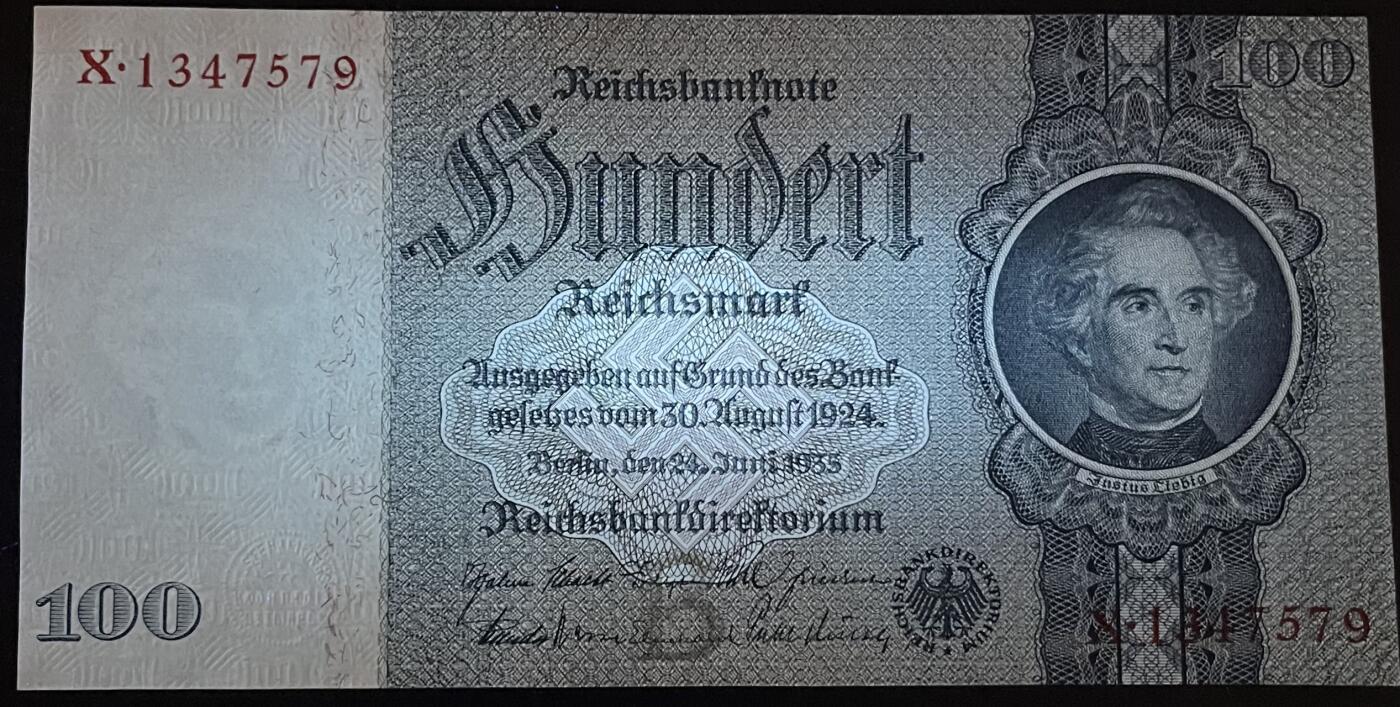 X·1347579
100
Reichsbanknote
Hundert
Reichsmark
Ausgegeben auf Grund des Bank-
gesetzes vom 30. August 1924.
Berlin, den 24. Juni 1935
Reichsbankdirektorium
Justus Liebig
REICHSBANKDIREKTORIUM
D
100
X·1347579